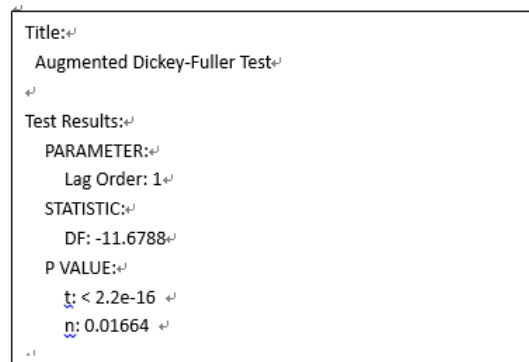 Title:
Augmented Dickey-Fuller Test
Test Results:
PARAMETER:
Lag Order: 1
STATISTIC:
DF: -11.6788
P VALUE:
t: < 2.2e-16
n: 0.01664